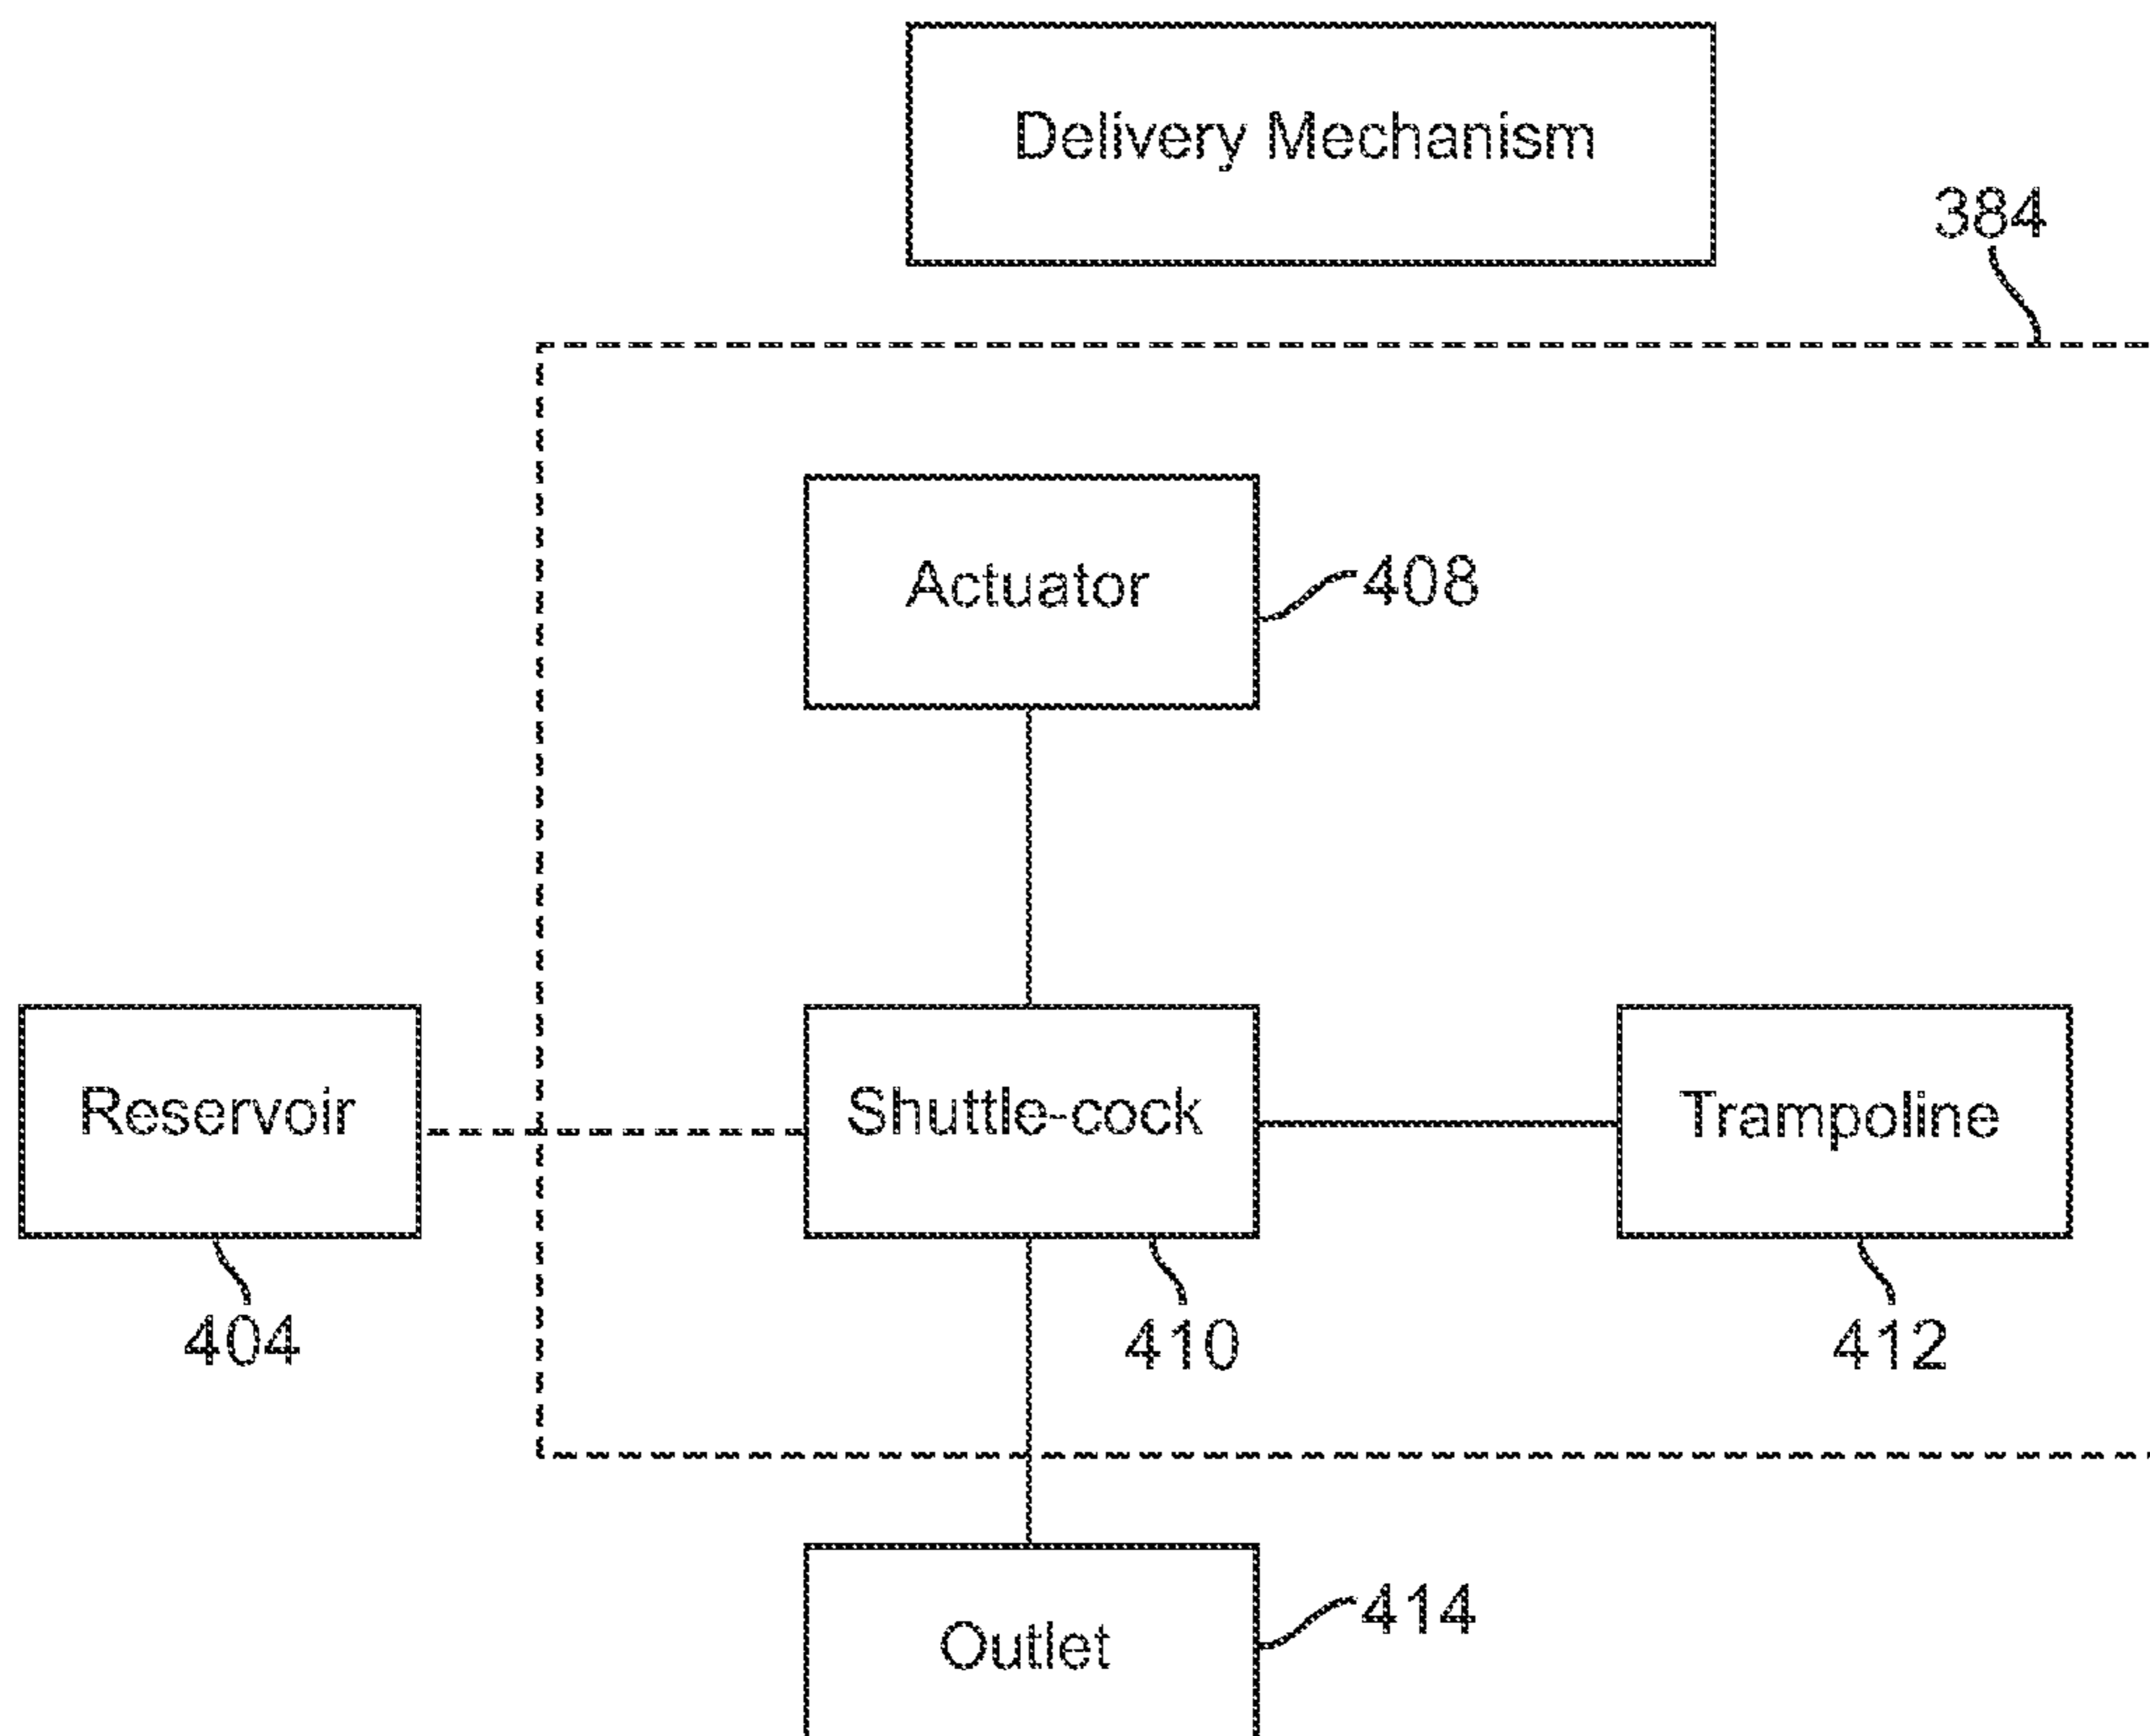 Delivery Mechanism
384
Actuator
408
Reservoir
Shuttle-cock
Trampoline
404
410
412
Outlet
414